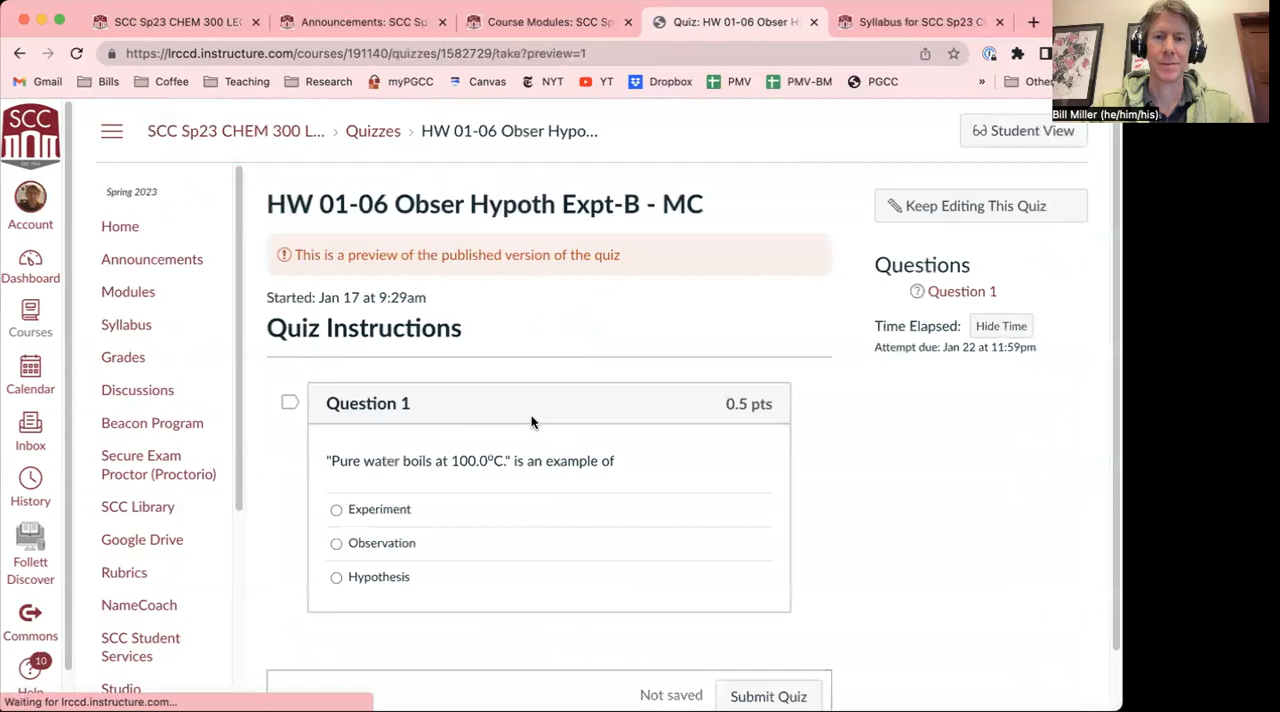 SCC Sp23 CHEM 300 LEC
Announcements: SCC Sp
Course Modules: SCC Sp
Quiz: HW 01-06 Obser H
Syllabus for SCC Sp23 C
https://lrccd.instructure.com/courses/191140/quizzes/1582729/take?preview=1
Gmail
Bills
Coffee
Teaching
Research
myPGCC
Canvas
NYT
YT
Dropbox
PMV
PMV-BM
PGCC
»
Other
Bill Miller (he/him/his)
SCC
Account
Dashboard
Courses
Calendar
Inbox
History
Follett
Discover
Commons
10
Help
SCC Sp23 CHEM 300 L... › Quizzes › HW 01-06 Obser Hypo...
Student View
Spring 2023
Home
Announcements
Modules
Syllabus
Grades
Discussions
Beacon Program
Secure Exam
Proctor (Proctorio)
SCC Library
Google Drive
Rubrics
NameCoach
SCC Student
Services
Studio
HW 01-06 Obser Hypoth Expt-B - MC
This is a preview of the published version of the quiz
Started: Jan 17 at 9:29am
Quiz Instructions
Question 1 0.5 pts
"Pure water boils at 100.0°C." is an example of
Experiment
Observation
Hypothesis
Not saved
Submit Quiz
Keep Editing This Quiz
Questions
Question 1
Time Elapsed: Hide Time
Attempt due: Jan 22 at 11:59pm
Waiting for lrccd.instructure.com...